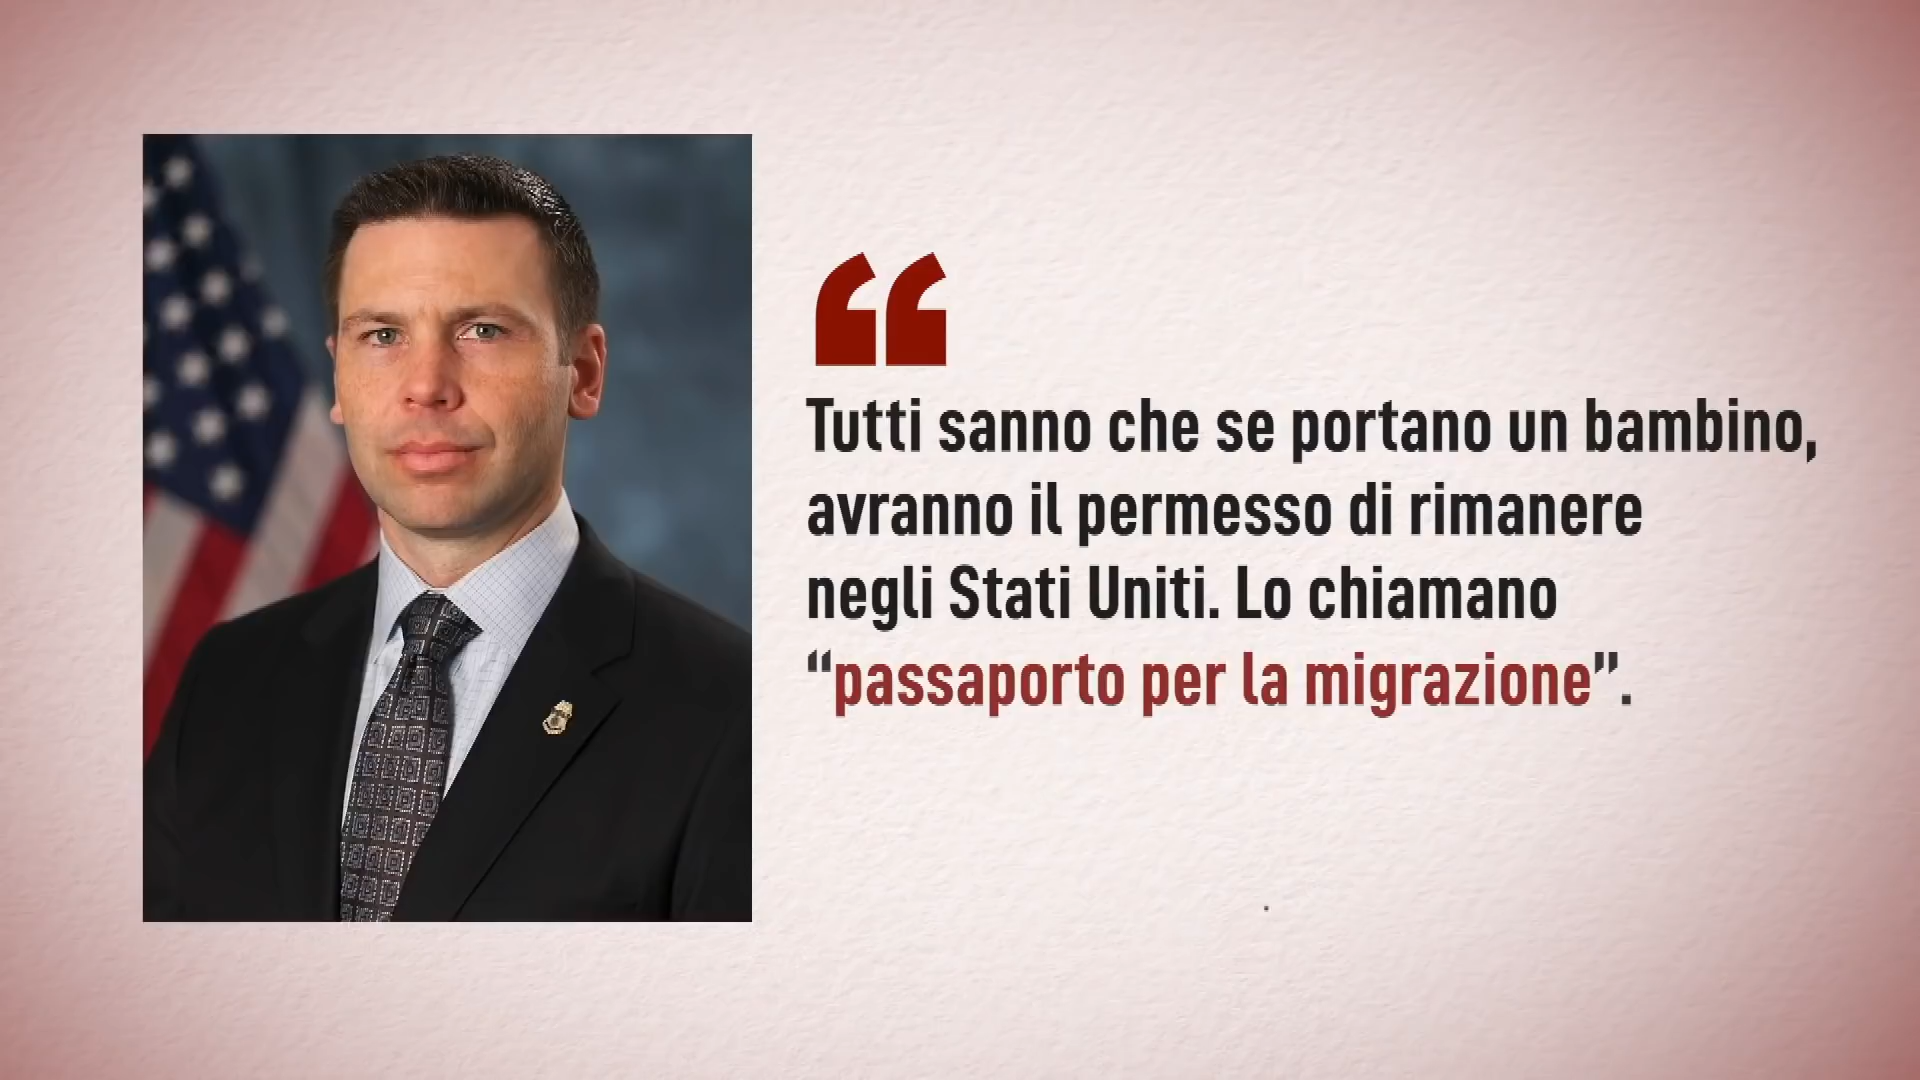 “
Tutti sanno che se portano un bambino,
avranno il permesso di rimanere
negli Stati Uniti. Lo chiamano
“passaporto per la migrazione”.